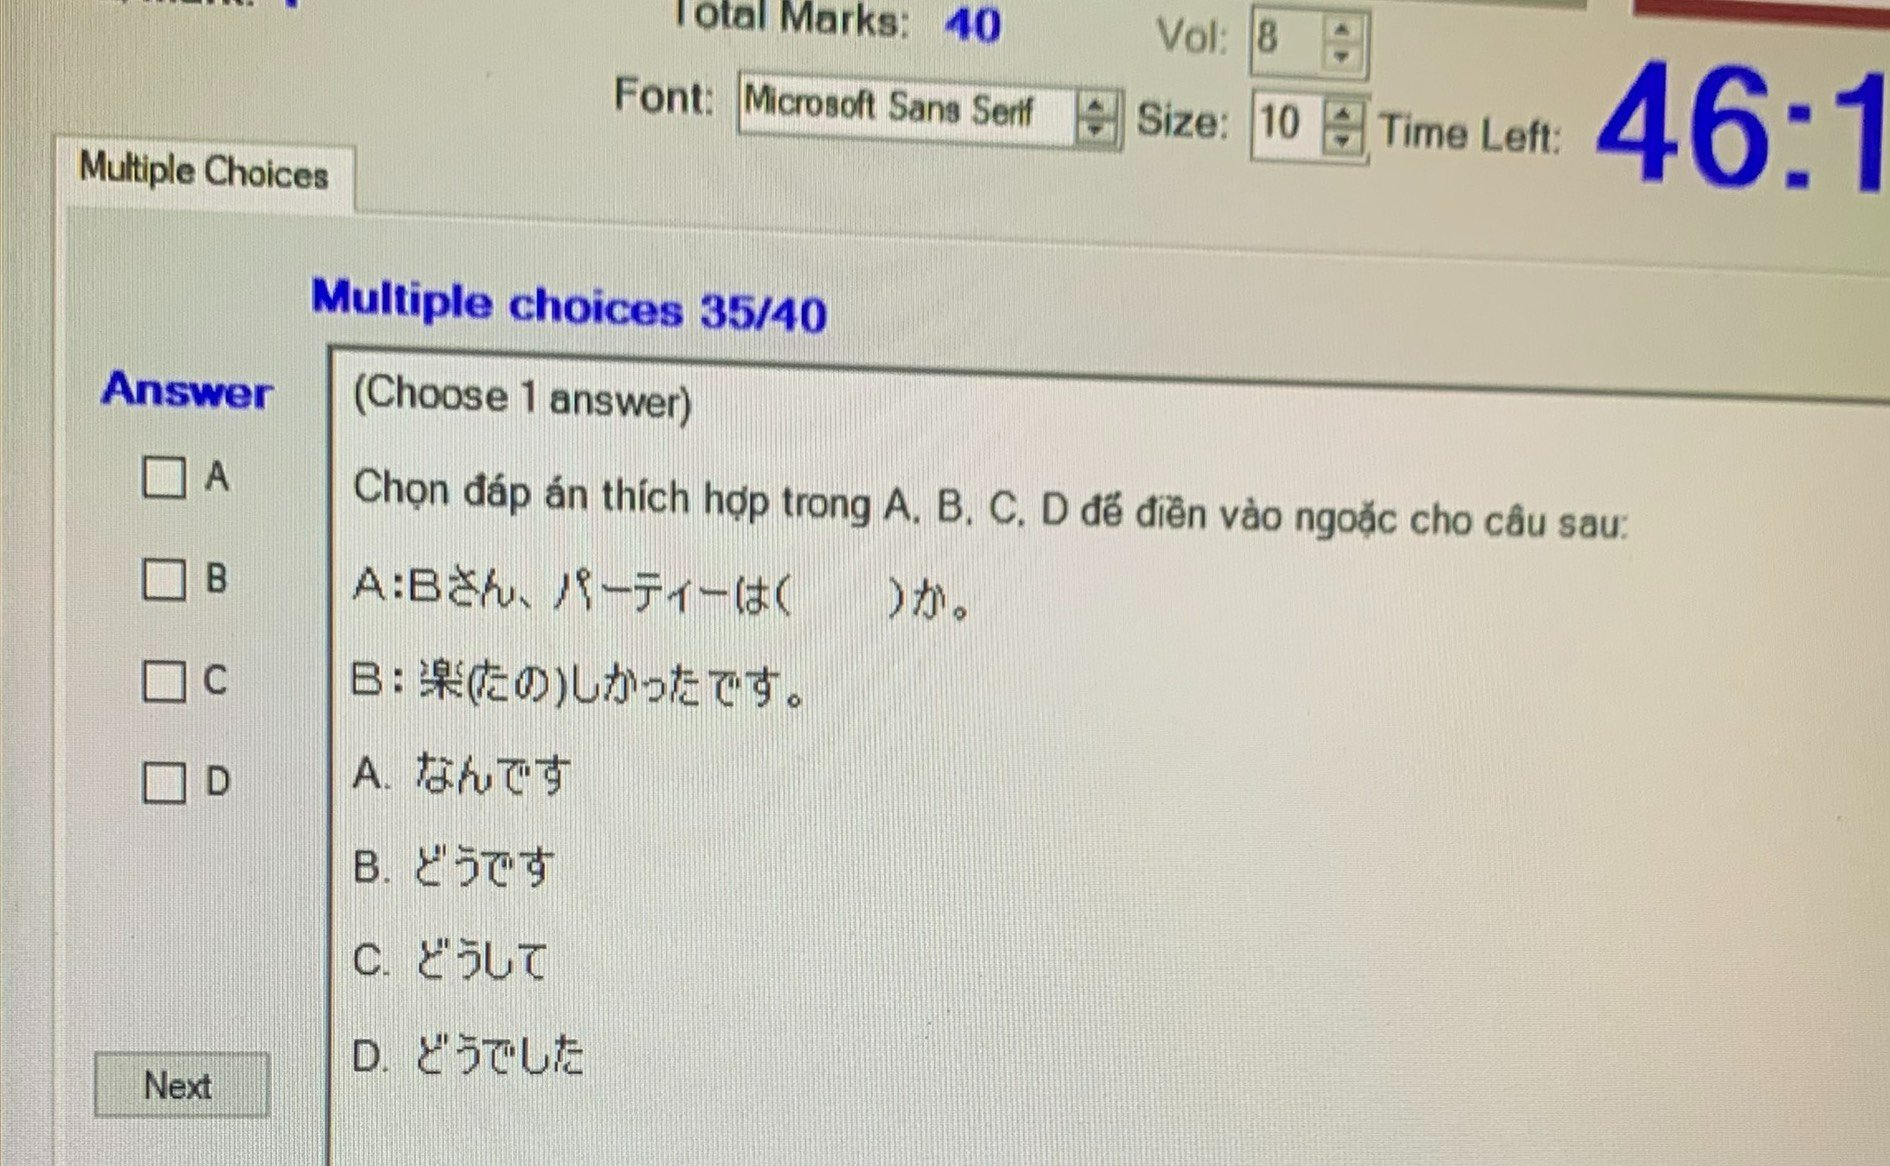 Total Marks: 40
Vol: 8
Font: Microsoft Sans Serif
Size: 10
Time Left: 46:1
Multiple Choices
Multiple choices 35/40
Answer
A
B
C
D
Next
(Choose 1 answer)
Chọn đáp án thích hợp trong A, B, C, D để điền vào ngoặc cho câu sau:
A:Bさん、パーティーは(　　)か。
B:楽(たの)しかったです。
A. なんです
B. どうです
C. どうして
D. どうでした